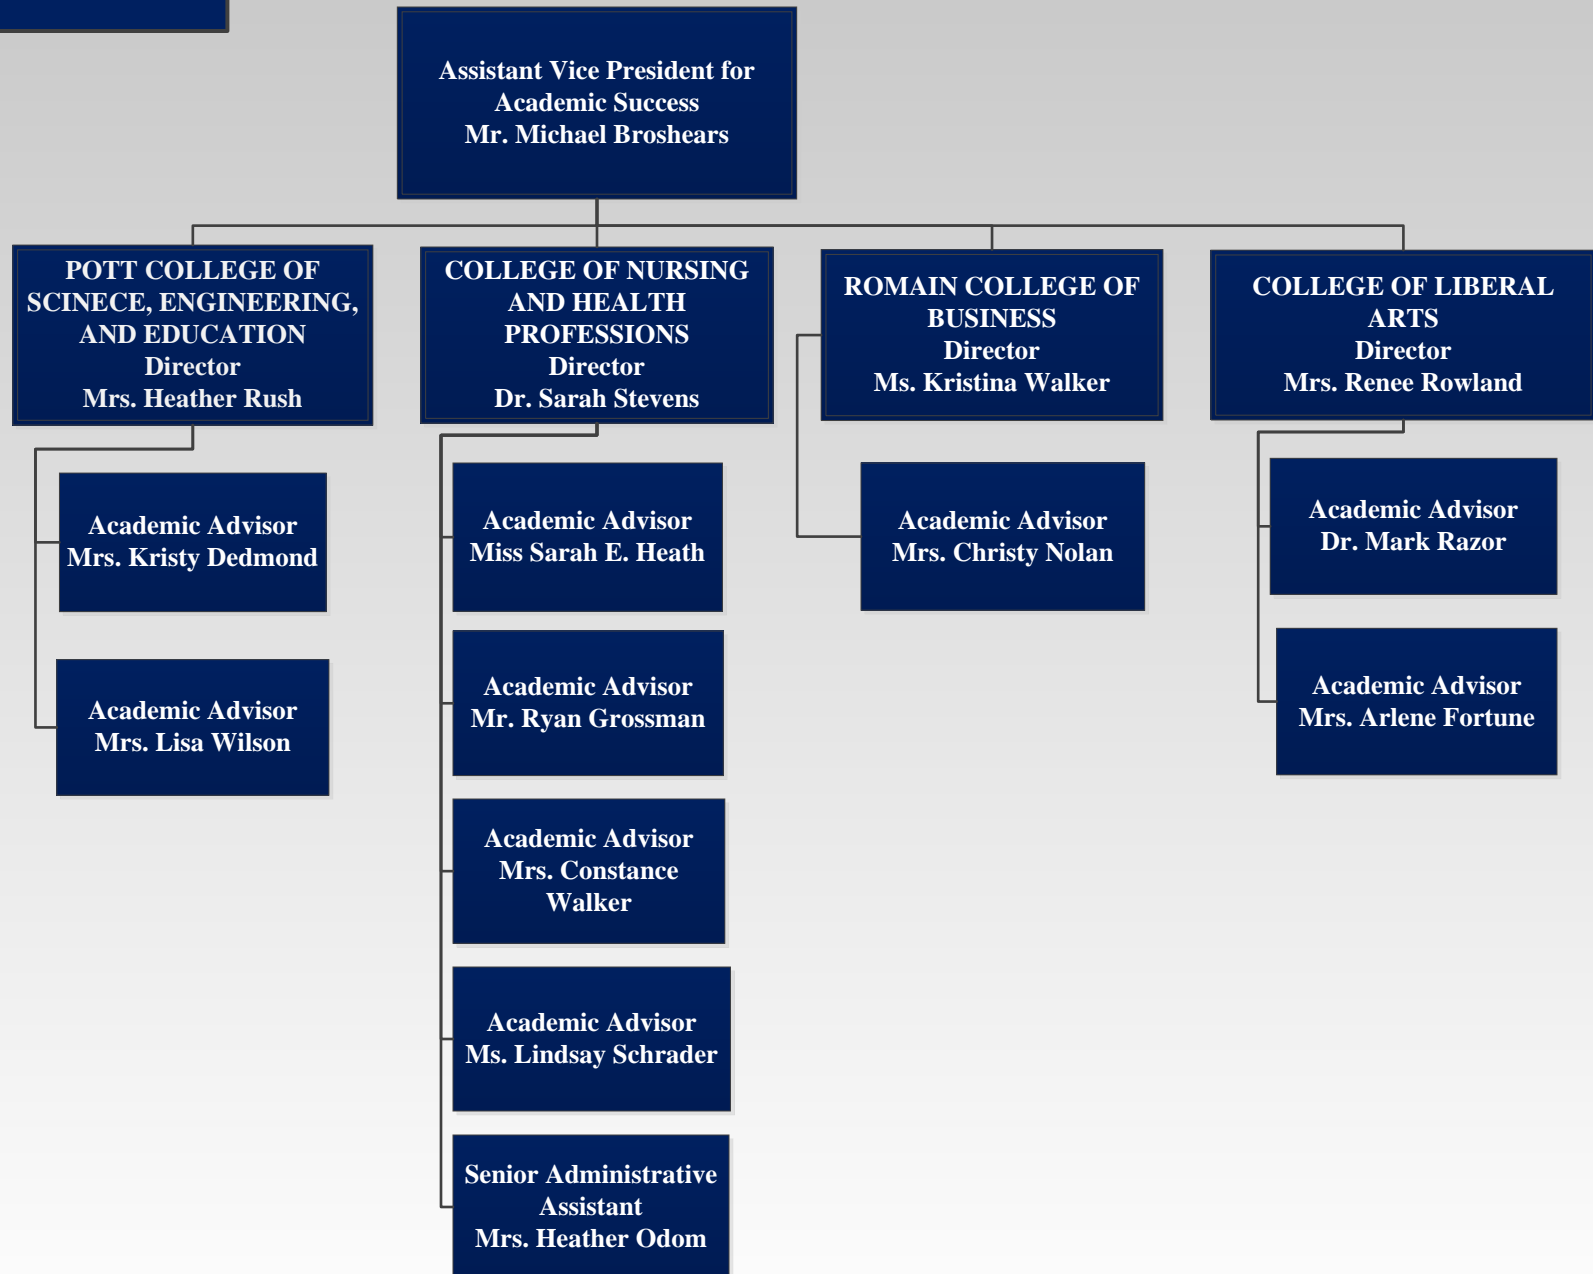 Assistant Vice President for
Academic Success
Mr. Michael Broshears
POTT COLLEGE OF
SCINECE, ENGINEERING,
AND EDUCATION
Director
Mrs. Heather Rush
COLLEGE OF NURSING
AND HEALTH
PROFESSIONS
Director
Dr. Sarah Stevens
ROMAIN COLLEGE OF
BUSINESS
Director
Ms. Kristina Walker
COLLEGE OF LIBERAL
ARTS
Director
Mrs. Renee Rowland
Academic Advisor
Mrs. Kristy Dedmond
Academic Advisor
Mrs. Lisa Wilson
Academic Advisor
Miss Sarah E. Heath
Academic Advisor
Mr. Ryan Grossman
Academic Advisor
Mrs. Constance
Walker
Academic Advisor
Ms. Lindsay Schrader
Senior Administrative
Assistant
Mrs. Heather Odom
Academic Advisor
Mrs. Christy Nolan
Academic Advisor
Dr. Mark Razor
Academic Advisor
Mrs. Arlene Fortune